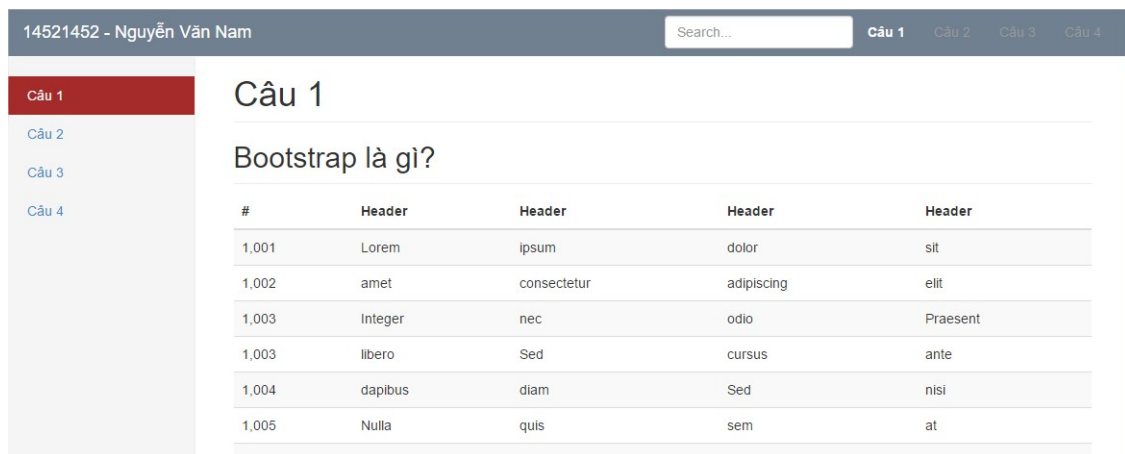 14521452 - Nguyễn Văn Nam Search... Câu 1 Câu 2 Câu 3 Câu 4
Câu 1
Câu 2
Câu 3
Câu 4
Câu 1
Bootstrap là gì?
# Header Header Header Header
1,001 Lorem ipsum dolor sit
1,002 amet consectetur adipiscing elit
1,003 Integer nec odio Praesent
1,003 libero Sed cursus ante
1,004 dapibus diam Sed nisi
1,005 Nulla quis sem at